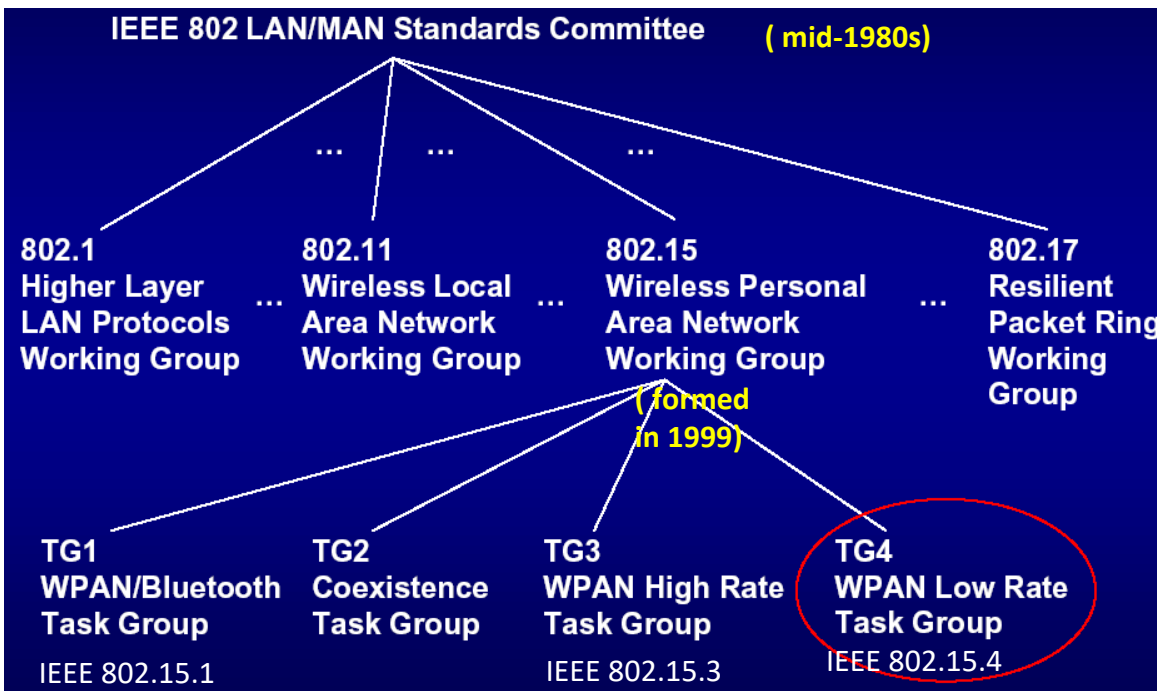 IEEE 802 LAN/MAN Standards Committee ( mid-1980s)
... ... ...
802.1
Higher Layer
LAN Protocols
Working Group
...
802.11
Wireless Local
Area Network
Working Group
...
802.15
Wireless Personal
Area Network
Working Group
...
802.17
Resilient
Packet Ring
Working
Group
( formed
in 1999)
TG1
WPAN/Bluetooth
Task Group
IEEE 802.15.1
TG2
Coexistence
Task Group
TG3
WPAN High Rate
Task Group
IEEE 802.15.3
TG4
WPAN Low Rate
Task Group
IEEE 802.15.4